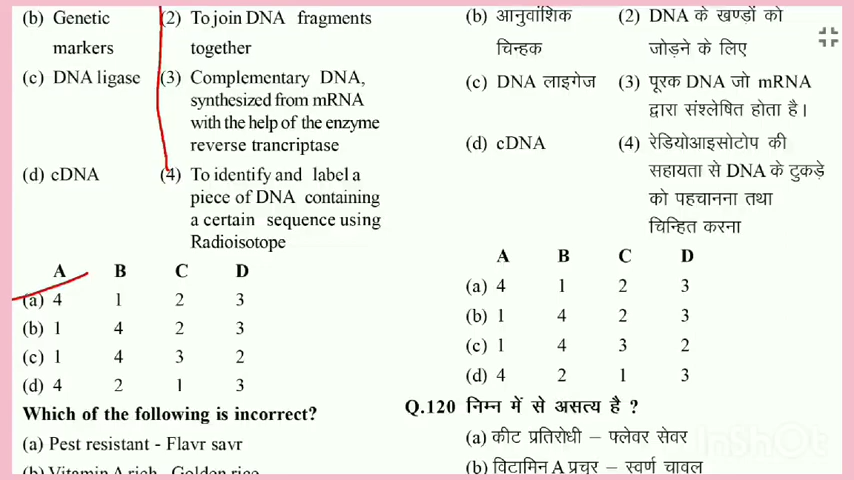 (b) Genetic (2) To join DNA fragments
markers together
(c) DNA ligase (3) Complementary DNA,
synthesized from mRNA
with the help of the enzyme
reverse trancriptase
(d) cDNA (4) To identify and label a
piece of DNA containing
a certain sequence using
Radioisotope
A B C D
(a) 4 1 2 3
(b) 1 4 2 3
(c) 1 4 3 2
(d) 4 2 1 3
Which of the following is incorrect?
(a) Pest resistant - Flavr savr
(b) Vitamin A rich - Golden rice
(b) आनुवांशिक (2) DNA के खण्डों को
चिन्हक जोड़ने के लिए
(c) DNA लाइगेज (3) पूरक DNA जो mRNA
द्वारा संश्लेषित होता है।
(d) cDNA (4) रेडियोआइसोटोप की
सहायता से DNA के टुकड़े
को पहचानना तथा
चिन्हित करना
A B C D
(a) 4 1 2 3
(b) 1 4 2 3
(c) 1 4 3 2
(d) 4 2 1 3
Q.120 निम्न में से असत्य है ?
(a) कीट प्रतिरोधी – फ्लेवर सेवर
(b) विटामिन A प्रचुर – स्वर्ण चावल